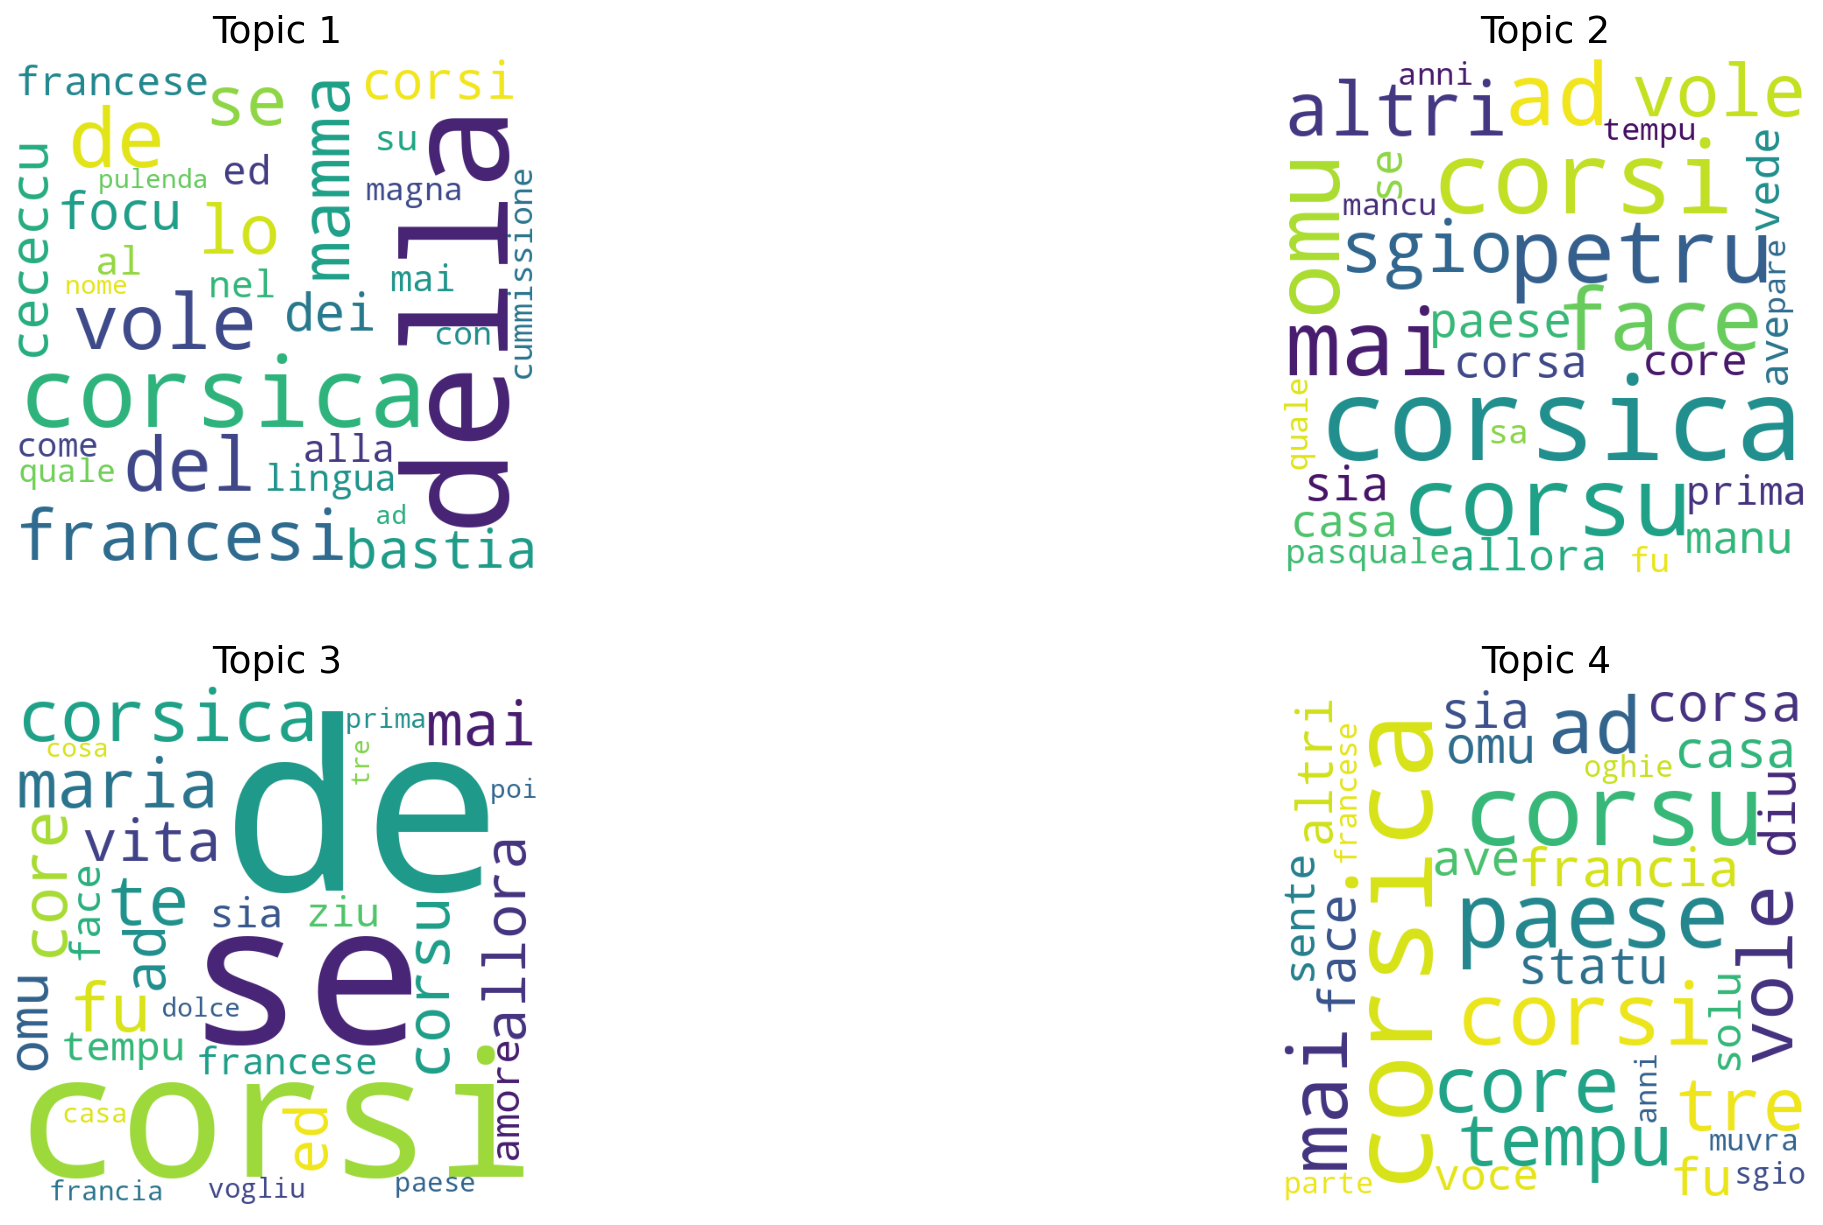 Topic 1
francese
se
mamma
corsi
de
su
della
cececcu
pulenda
ed
magna
cummissione
focu
lo
al
nome
nel
mai
vole
dei
con
corsica
come
quale
del
alla
lingua
ad
francesi
bastia
Topic 2
anni
altri
ad
vole
tempu
omu
se
corsi
vede
mancu
sgio
petru
pare
mai
paese
face
ave
corsa
core
quale
corsica
sa
sia
corsu
prima
casa
manu
pasquale
allora
fu
Topic 3
corsica
prima
mai
cosa
de
tre
maria
poi
core
vita
face
te
sia
ziu
corsu
allora
ad
se
omu
fu
dolce
tempu
francese
corsi
casa
ed
amore
francia
vogliu
paese
Topic 4
altri
francese
corsica
sia
ad
corsa
omu
casa
oghie
corsu
diu
sente
ave
francia
face
paese
vole
statu
corsi
solu
mai
core
anni
tre
tempu
muvra
parte
voce
fu
sgio